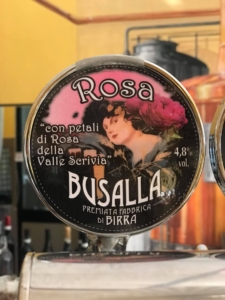 Rosa
"con petali
di Rosa
della
Valle Scrivia"
4,8%
vol.
BUSALLA
PREMIATA FABBRICA
DI BIRRA